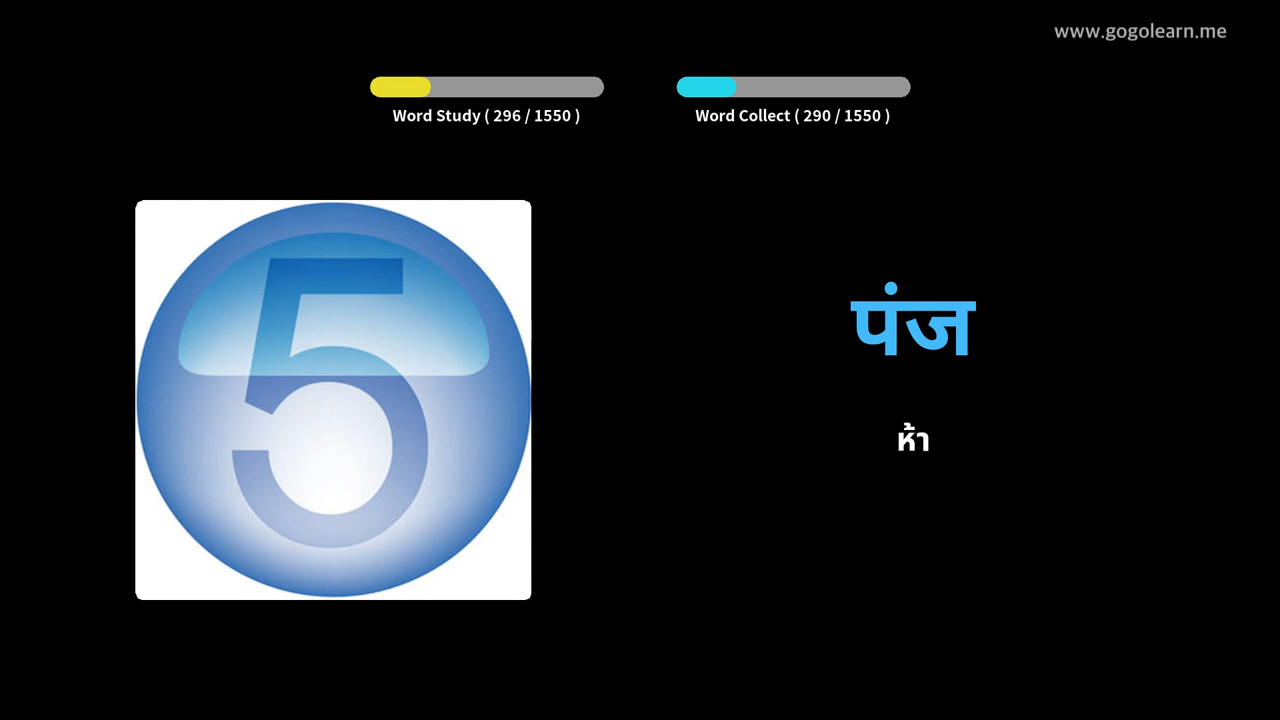 www.gogolearn.me
Word Study ( 296 / 1550 )
Word Collect ( 290 / 1550 )
5
पंज
ห้า